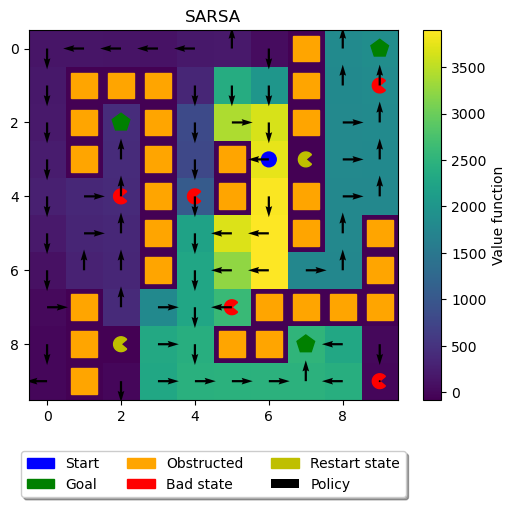 SARSA
0
2
4
6
8
0 2 4 6 8
3500
3000
2500
2000
1500
1000
500
0
Value function
Start Obstructed Restart state
Goal Bad state Policy